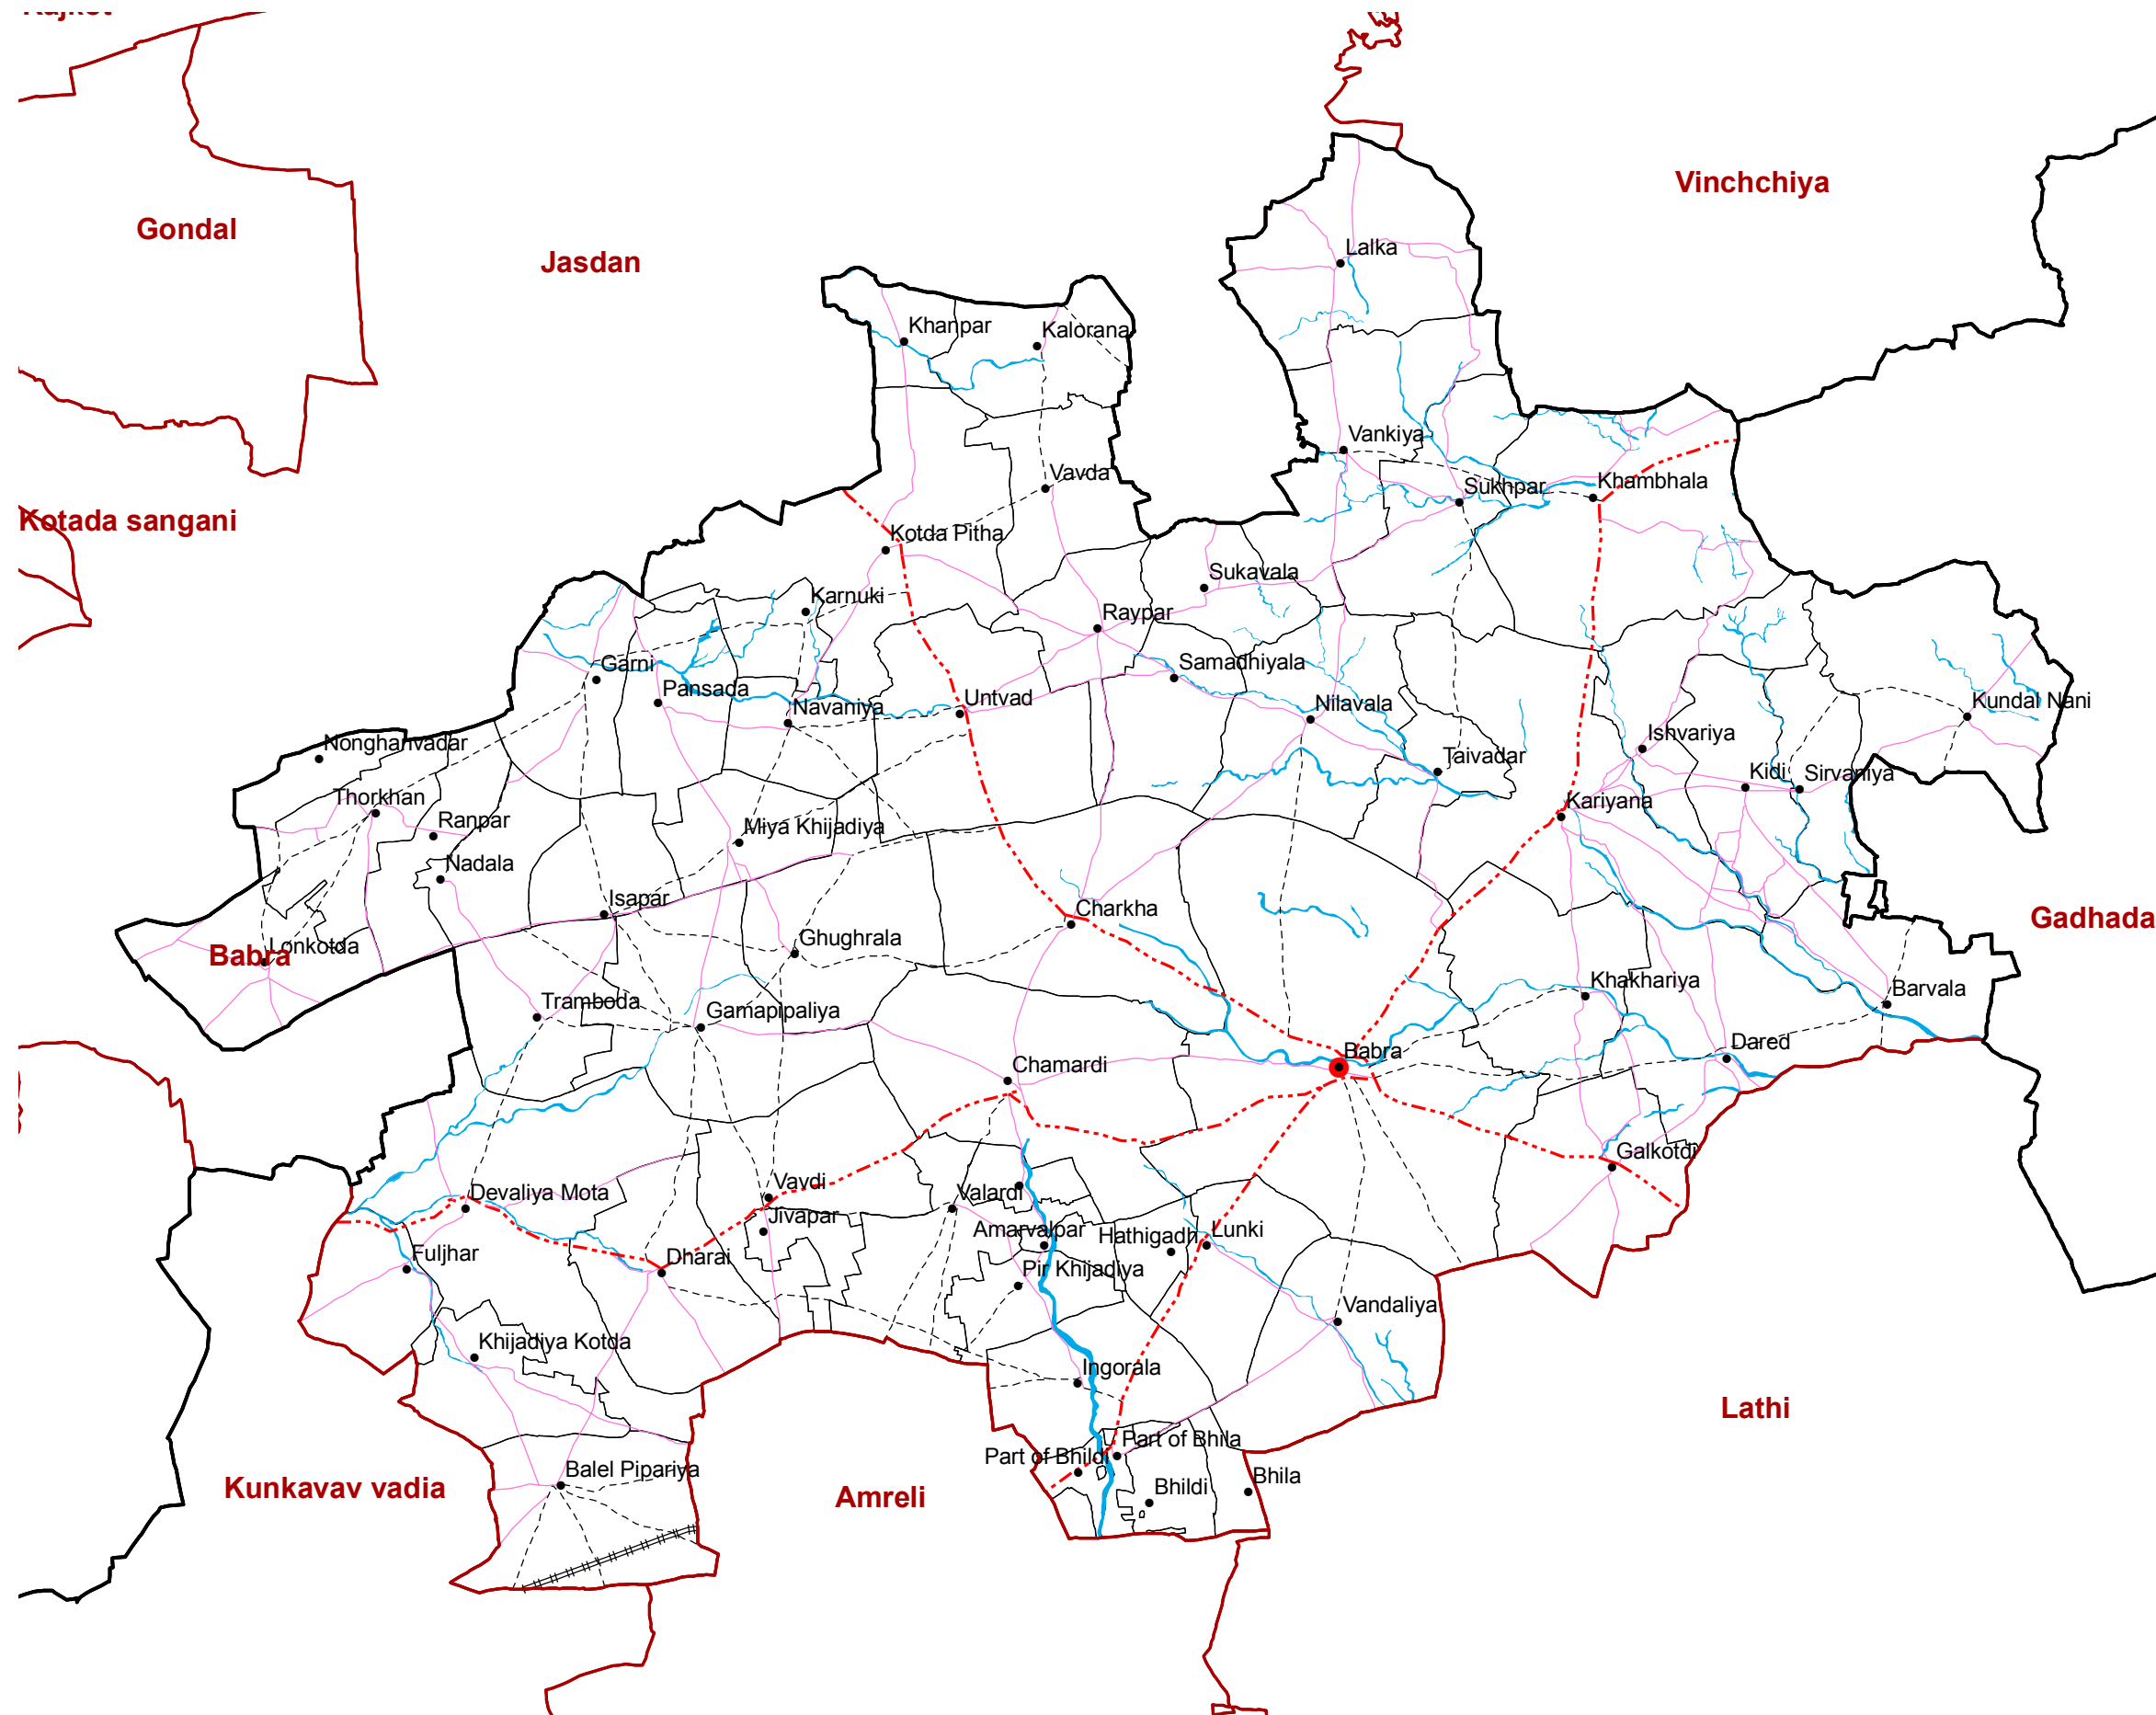 Rajkot
Vinchchiya
Gondal
Jasdan
Lalka
Khanpar
Kalorana
Vankiya
Vavda
Sukhpar
Khambhala
Kotada sangani
Kotda Pitha
Sukavala
Karnuki
Raypar
Garni
Samadhiyala
Pansada
Untvad
Navaniya
Nilavala
Kundal Nani
Ishvariya
Nonghanvadar
Taivadar
Kidi
Sirvaniya
Thorkhan
Kariyana
Ranpar
Miya Khijadiya
Nadala
Isapar
Charkha
Gadhada
Ghughrala
Lonkotda
Babra
Khakhariya
Barvala
Tramboda
Gamapipaliya
Dared
Babra
Chamardi
Galkotdi
Devaliya Mota
Vavdi
Valardi
Jivapar
Amarvalpar
Hathigadh
Lunki
Fuljhar
Dharai
Pir Khijadiya
Vandaliya
Khijadiya Kotda
Ingorala
Lathi
Part of Bhila
Part of Bhildi
Balel Pipariya
Bhila
Kunkavav vadia
Bhildi
Amreli